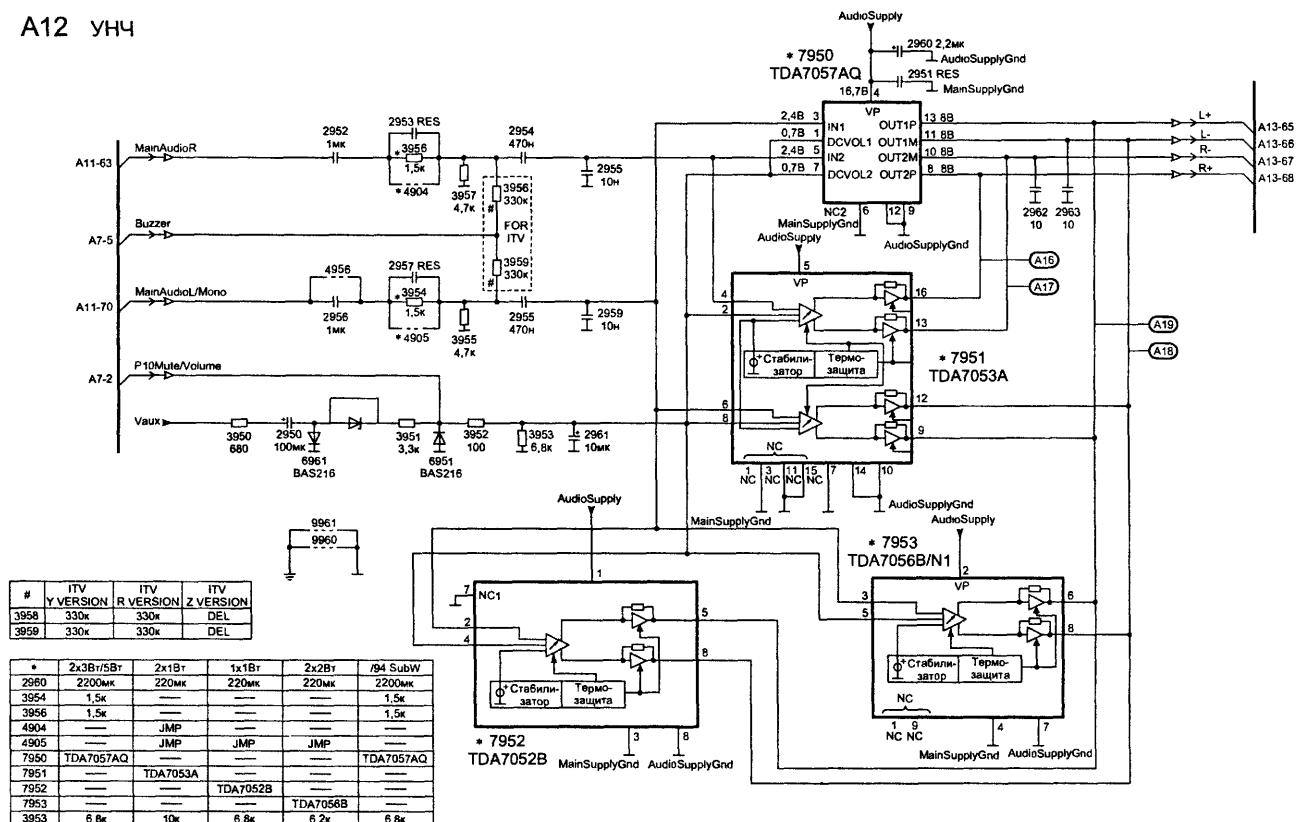 A12 УНЧ
AudioSupply
2960 2,2мк
AudioSupplyGnd
2951 RES
MainSupplyGnd
* 7950
TDA7057AQ
16,7В 4
VP
2,4В 3 IN1 OUT1P 13 8В
0,7В 1 DCVOL1 OUT1M 11 8В
2,4В 5 IN2 OUT2M 10 8В
0,7В 7 DCVOL2 OUT2P 8 8В
NC2 6 12 9
MainSupplyGnd
AudioSupplyGnd
L+ A13-65
L- A13-66
R- A13-67
R+ A13-68
2962
10
2963
10
A16
A17
A19
A18
A11-63
MainAudioR
2952
1мк
2953 RES
* 3956
1,5к
* 4904
3957
4,7к
2954
470н
2955
10н
3956
330к
#
FOR
ITV
3959
330к
#
A7-5
Buzzer
A11-70
MainAudioL/Mono
4956
2956
1мк
2957 RES
* 3954
1,5к
* 4905
3955
4,7к
2955
470н
2959
10н
A7-2
P10Mute/Volume
Vaux
3950
680
2950
100мк
6961
BAS216
3951
3,3к
6951
BAS216
3952
100
3953
6,8к
2961
10мк
AudioSupply
5
VP
4
2
16
13
* 7951
TDA7053A
Стабили-
затор
Термо-
защита
6
8
12
9
NC
1 3 11 15 7 14 10
NC NC NC
MainSupplyGnd
AudioSupplyGnd
9961
9960
AudioSupply
1
7 NC1
2
4
5
8
Стабили-
затор
Термо-
защита
* 7952
TDA7052B
3
MainSupplyGnd
8
AudioSupplyGnd
AudioSupply
* 7953
TDA7056B/N1
2
VP
3
5
6
8
Стабили-
затор
Термо-
защита
NC
1 9
NC NC
4
7
MainSupplyGnd
AudioSupplyGnd
# ITV Y VERSION ITV R VERSION ITV Z VERSION
3958 330к 330к DEL
3959 330к 330к DEL
* 2x3Вт/5Вт 2x1Вт 1x1Вт 2x2Вт /94 SubW
2960 2200мк 220мк 220мк 220мк 2200мк
3954 1,5к — — — 1,5к
3956 1,5к — — — 1,5к
4904 — JMP — — —
4905 — JMP JMP JMP —
7950 TDA7057AQ — — — TDA7057AQ
7951 — TDA7053A — — —
7952 — — TDA7052B — —
7953 — — — TDA7056B —
3953 6,8к 10к 6,8к 6,2к 6,8к